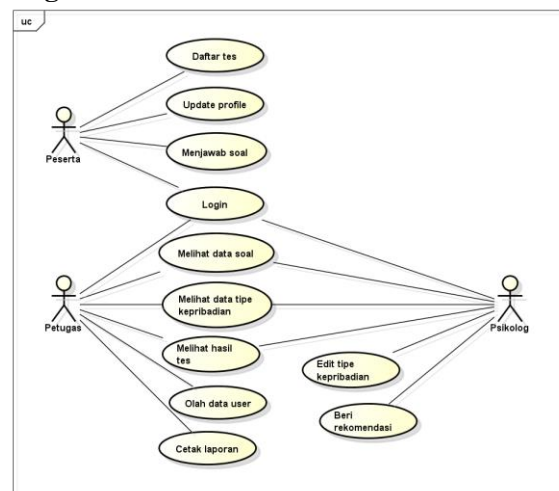 uc
Daftar tes
Update profile
Peserta
Menjawab soal
Login
Melihat data soal
Melihat data tipe
kepribadian
Petugas
Psikolog
Melihat hasil
tes
Edit tipe
kepribadian
Olah data user
Beri
rekomendasi
Cetak laporan